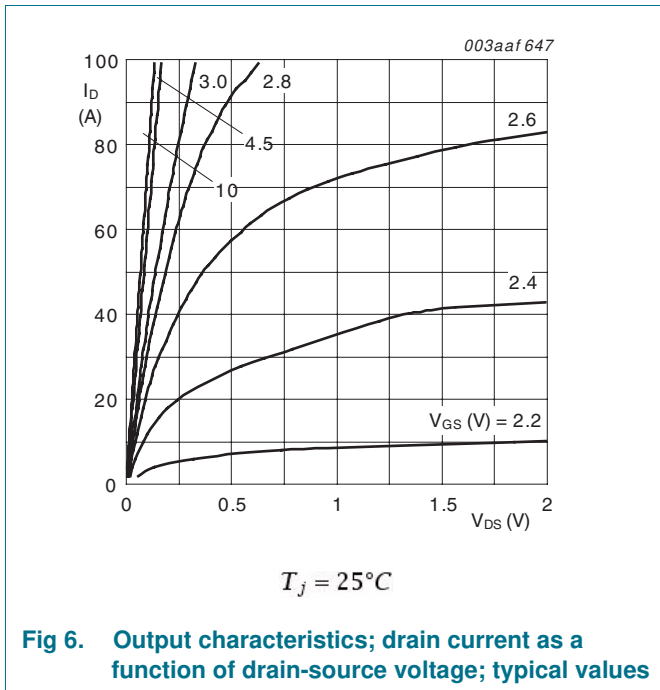 003aaf 647
100
I_D
(A)
80
60
40
20
0
0
0.5
1
1.5
2
V_DS (V)
3.0
2.8
4.5
10
2.6
2.4
V_GS (V) = 2.2
T_j = 25°C
Fig 6. Output characteristics; drain current as a
function of drain-source voltage; typical values